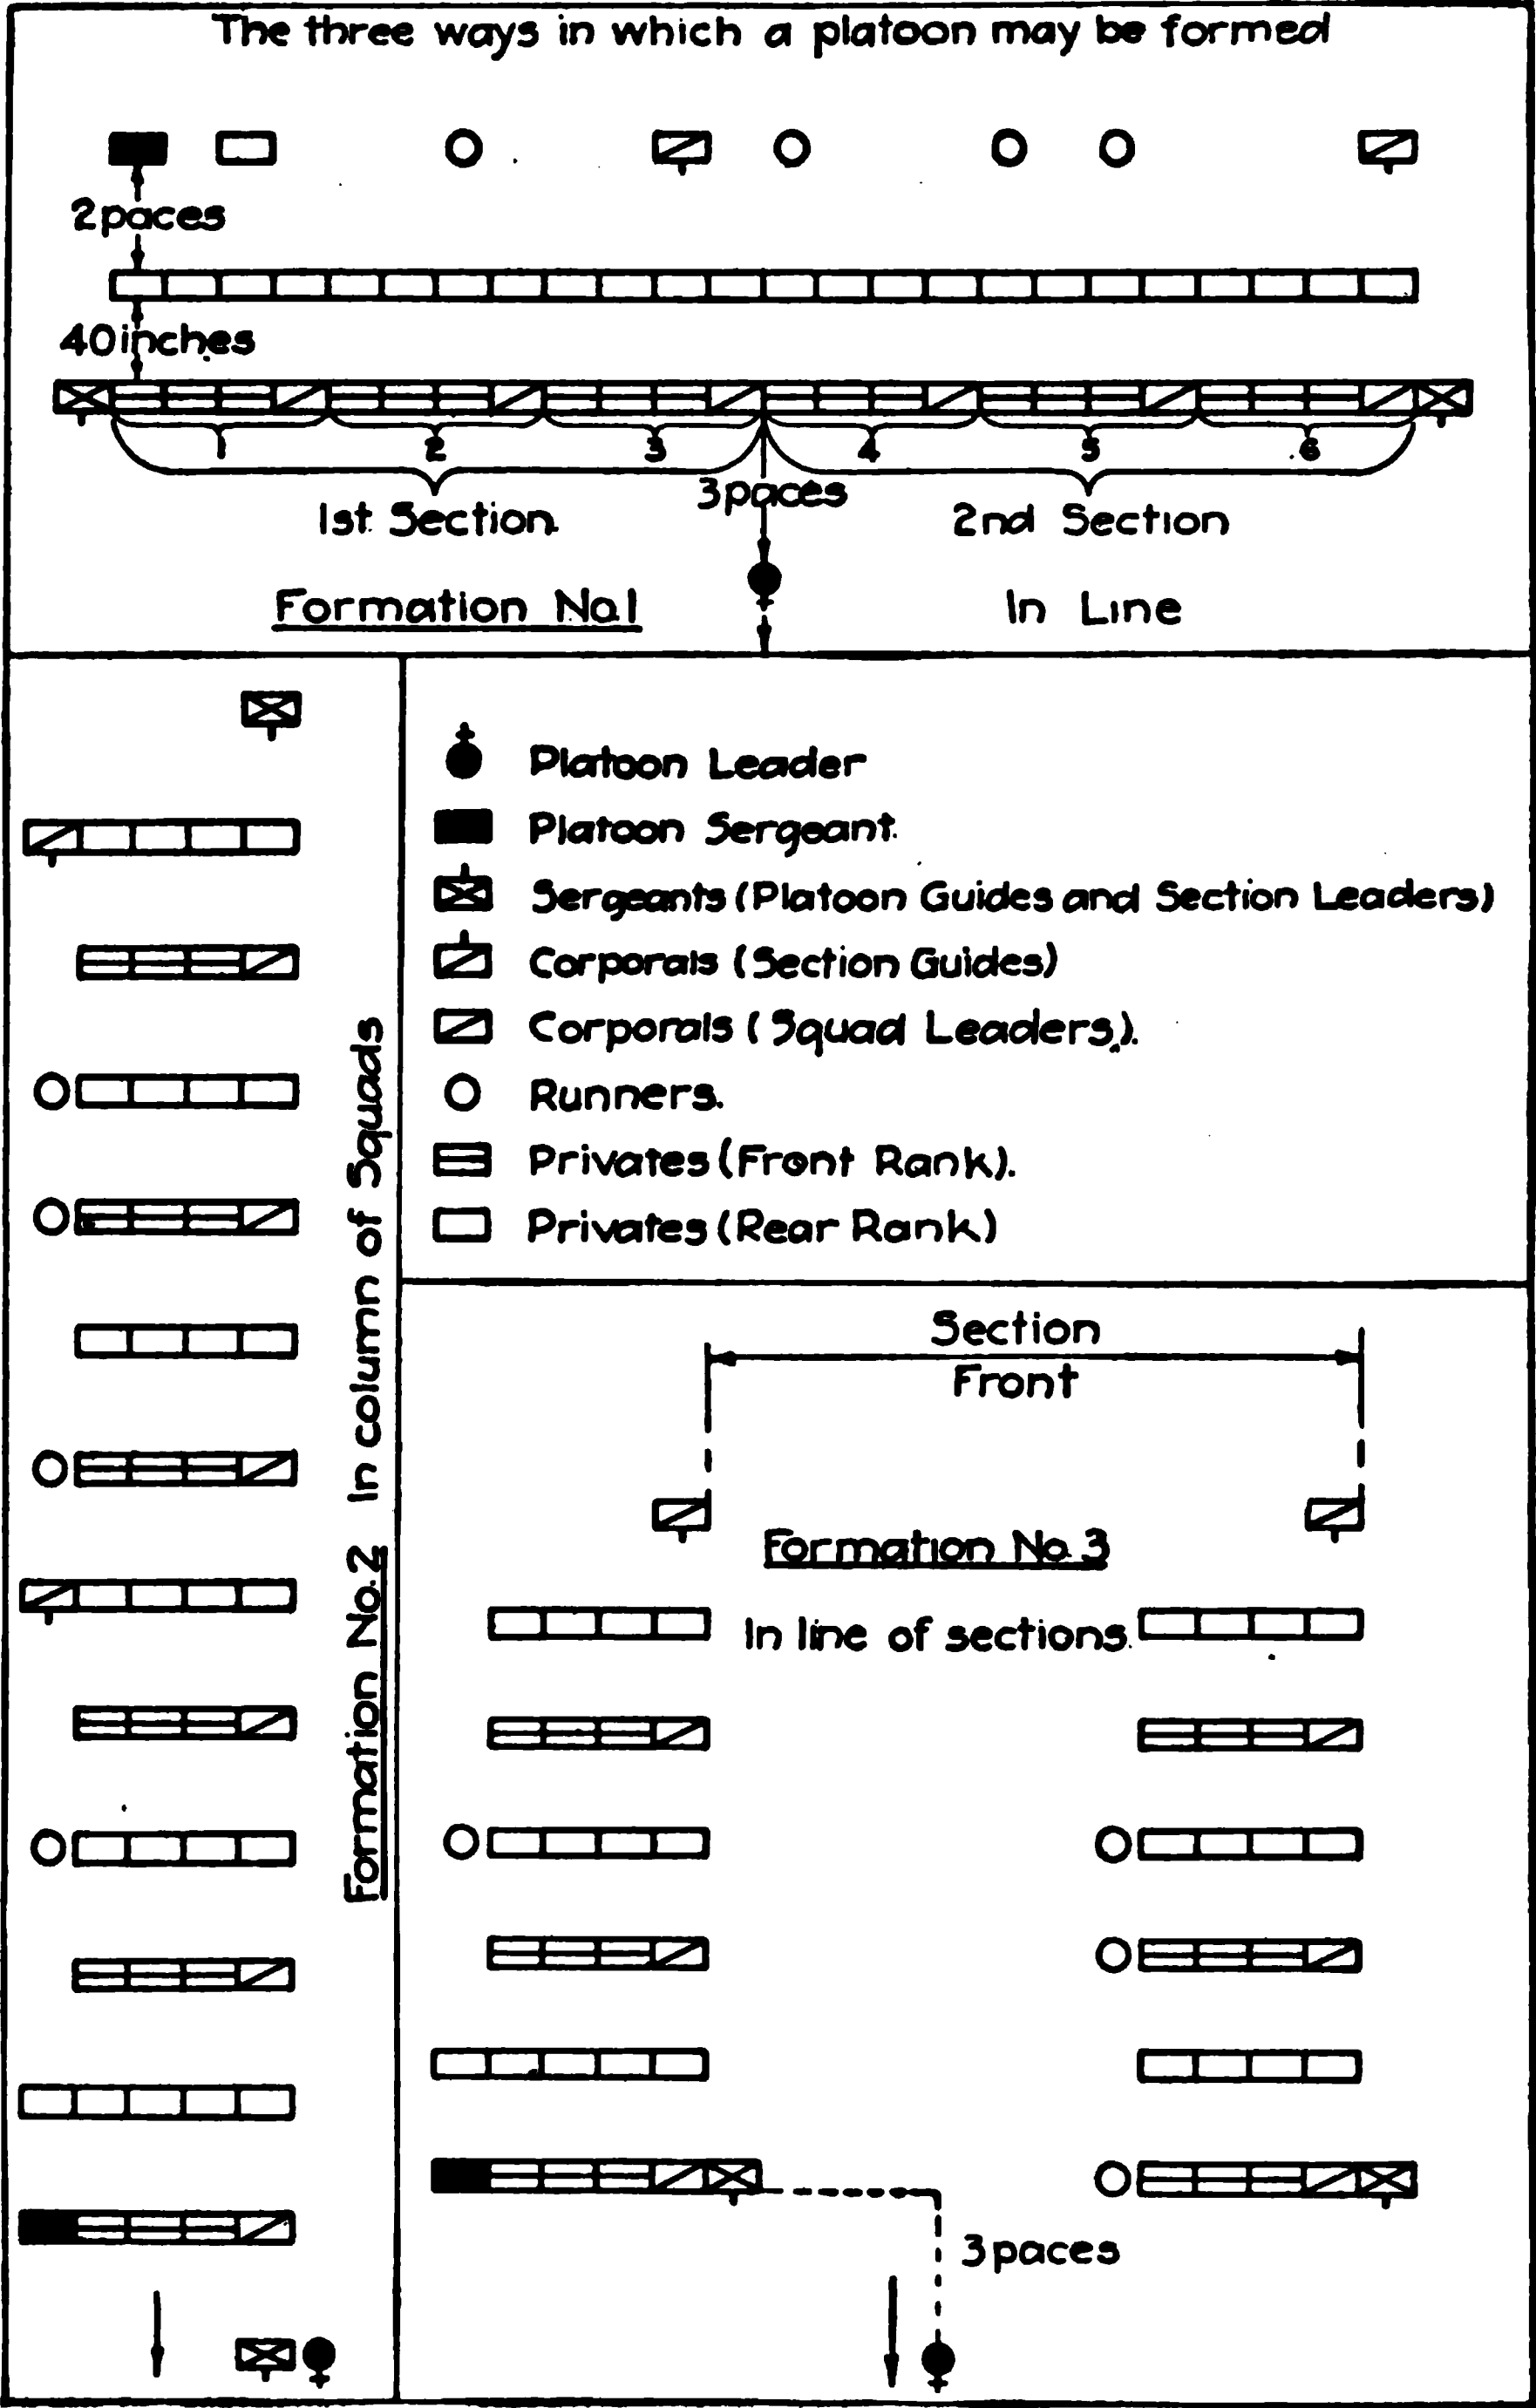 The three ways in which a platoon may be formed
2 paces
40 inches
1 2 3 4 5 6
1st. Section.
3 paces
2nd Section
Formation No.1
In Line
Formation No.2 In column of Squads
Platoon Leader
Platoon Sergeant.
Sergeants (Platoon Guides and Section Leaders)
Corporals (Section Guides)
Corporals (Squad Leaders).
Runners.
Privates (Front Rank).
Privates (Rear Rank)
Section
Front
Formation No. 3
In line of sections.
3 paces